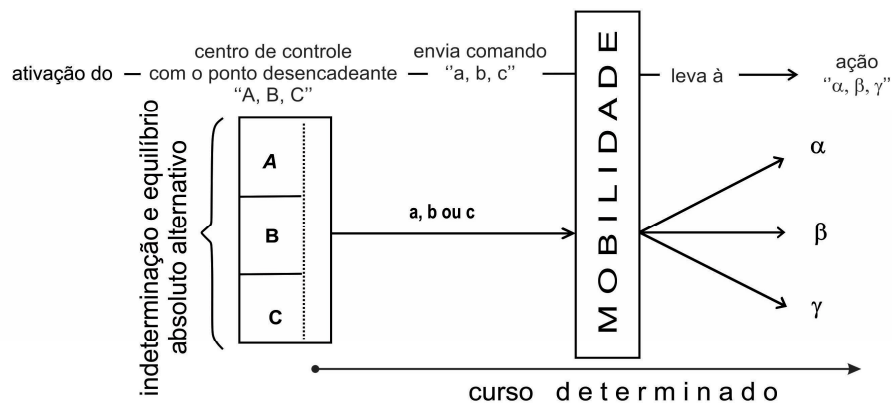 ativação do
centro de controle
com o ponto desencadeante
“A, B, C”
envia comando
“a, b, c”
MOBILIDADE
leva à
ação
“α, β, γ”
indeterminação e equilíbrio
absoluto alternativo
A
B
C
a, b ou c
α
β
γ
curso determinado